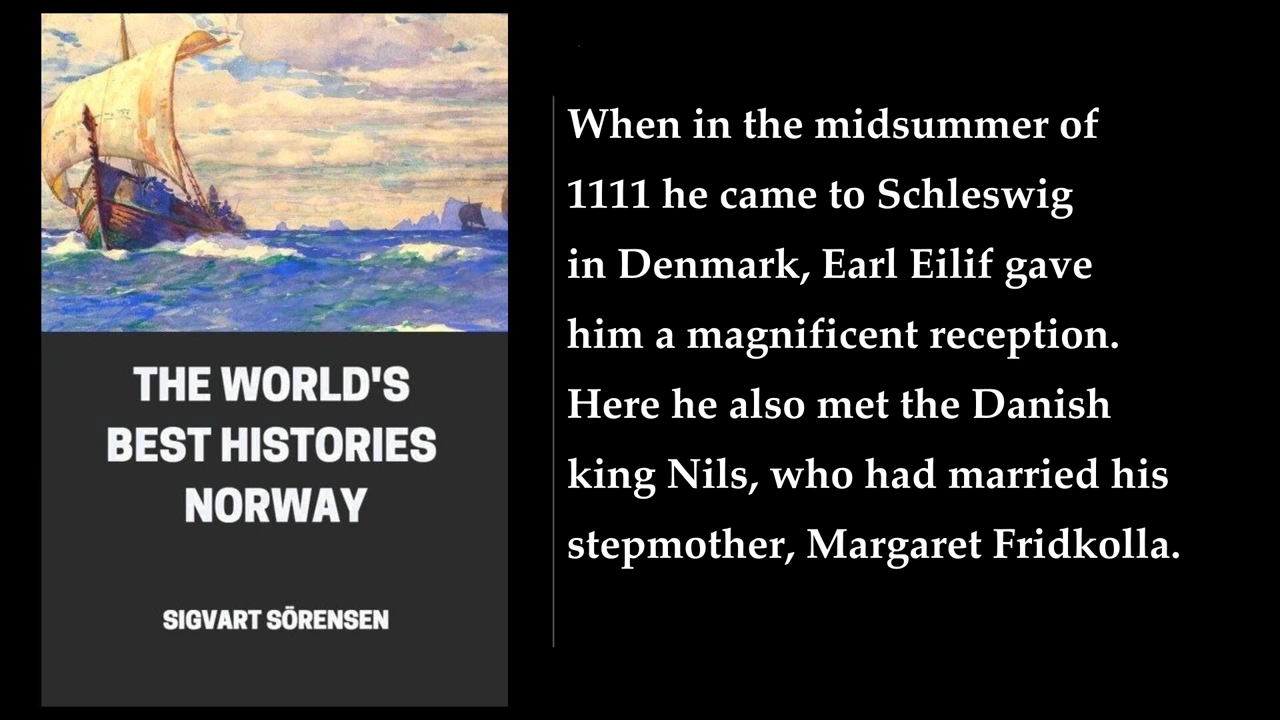 THE WORLD'S
BEST HISTORIES
NORWAY
SIGVART SÖRENSEN
When in the midsummer of
1111 he came to Schleswig
in Denmark, Earl Eilif gave
him a magnificent reception.
Here he also met the Danish
king Nils, who had married his
stepmother, Margaret Fridkolla.